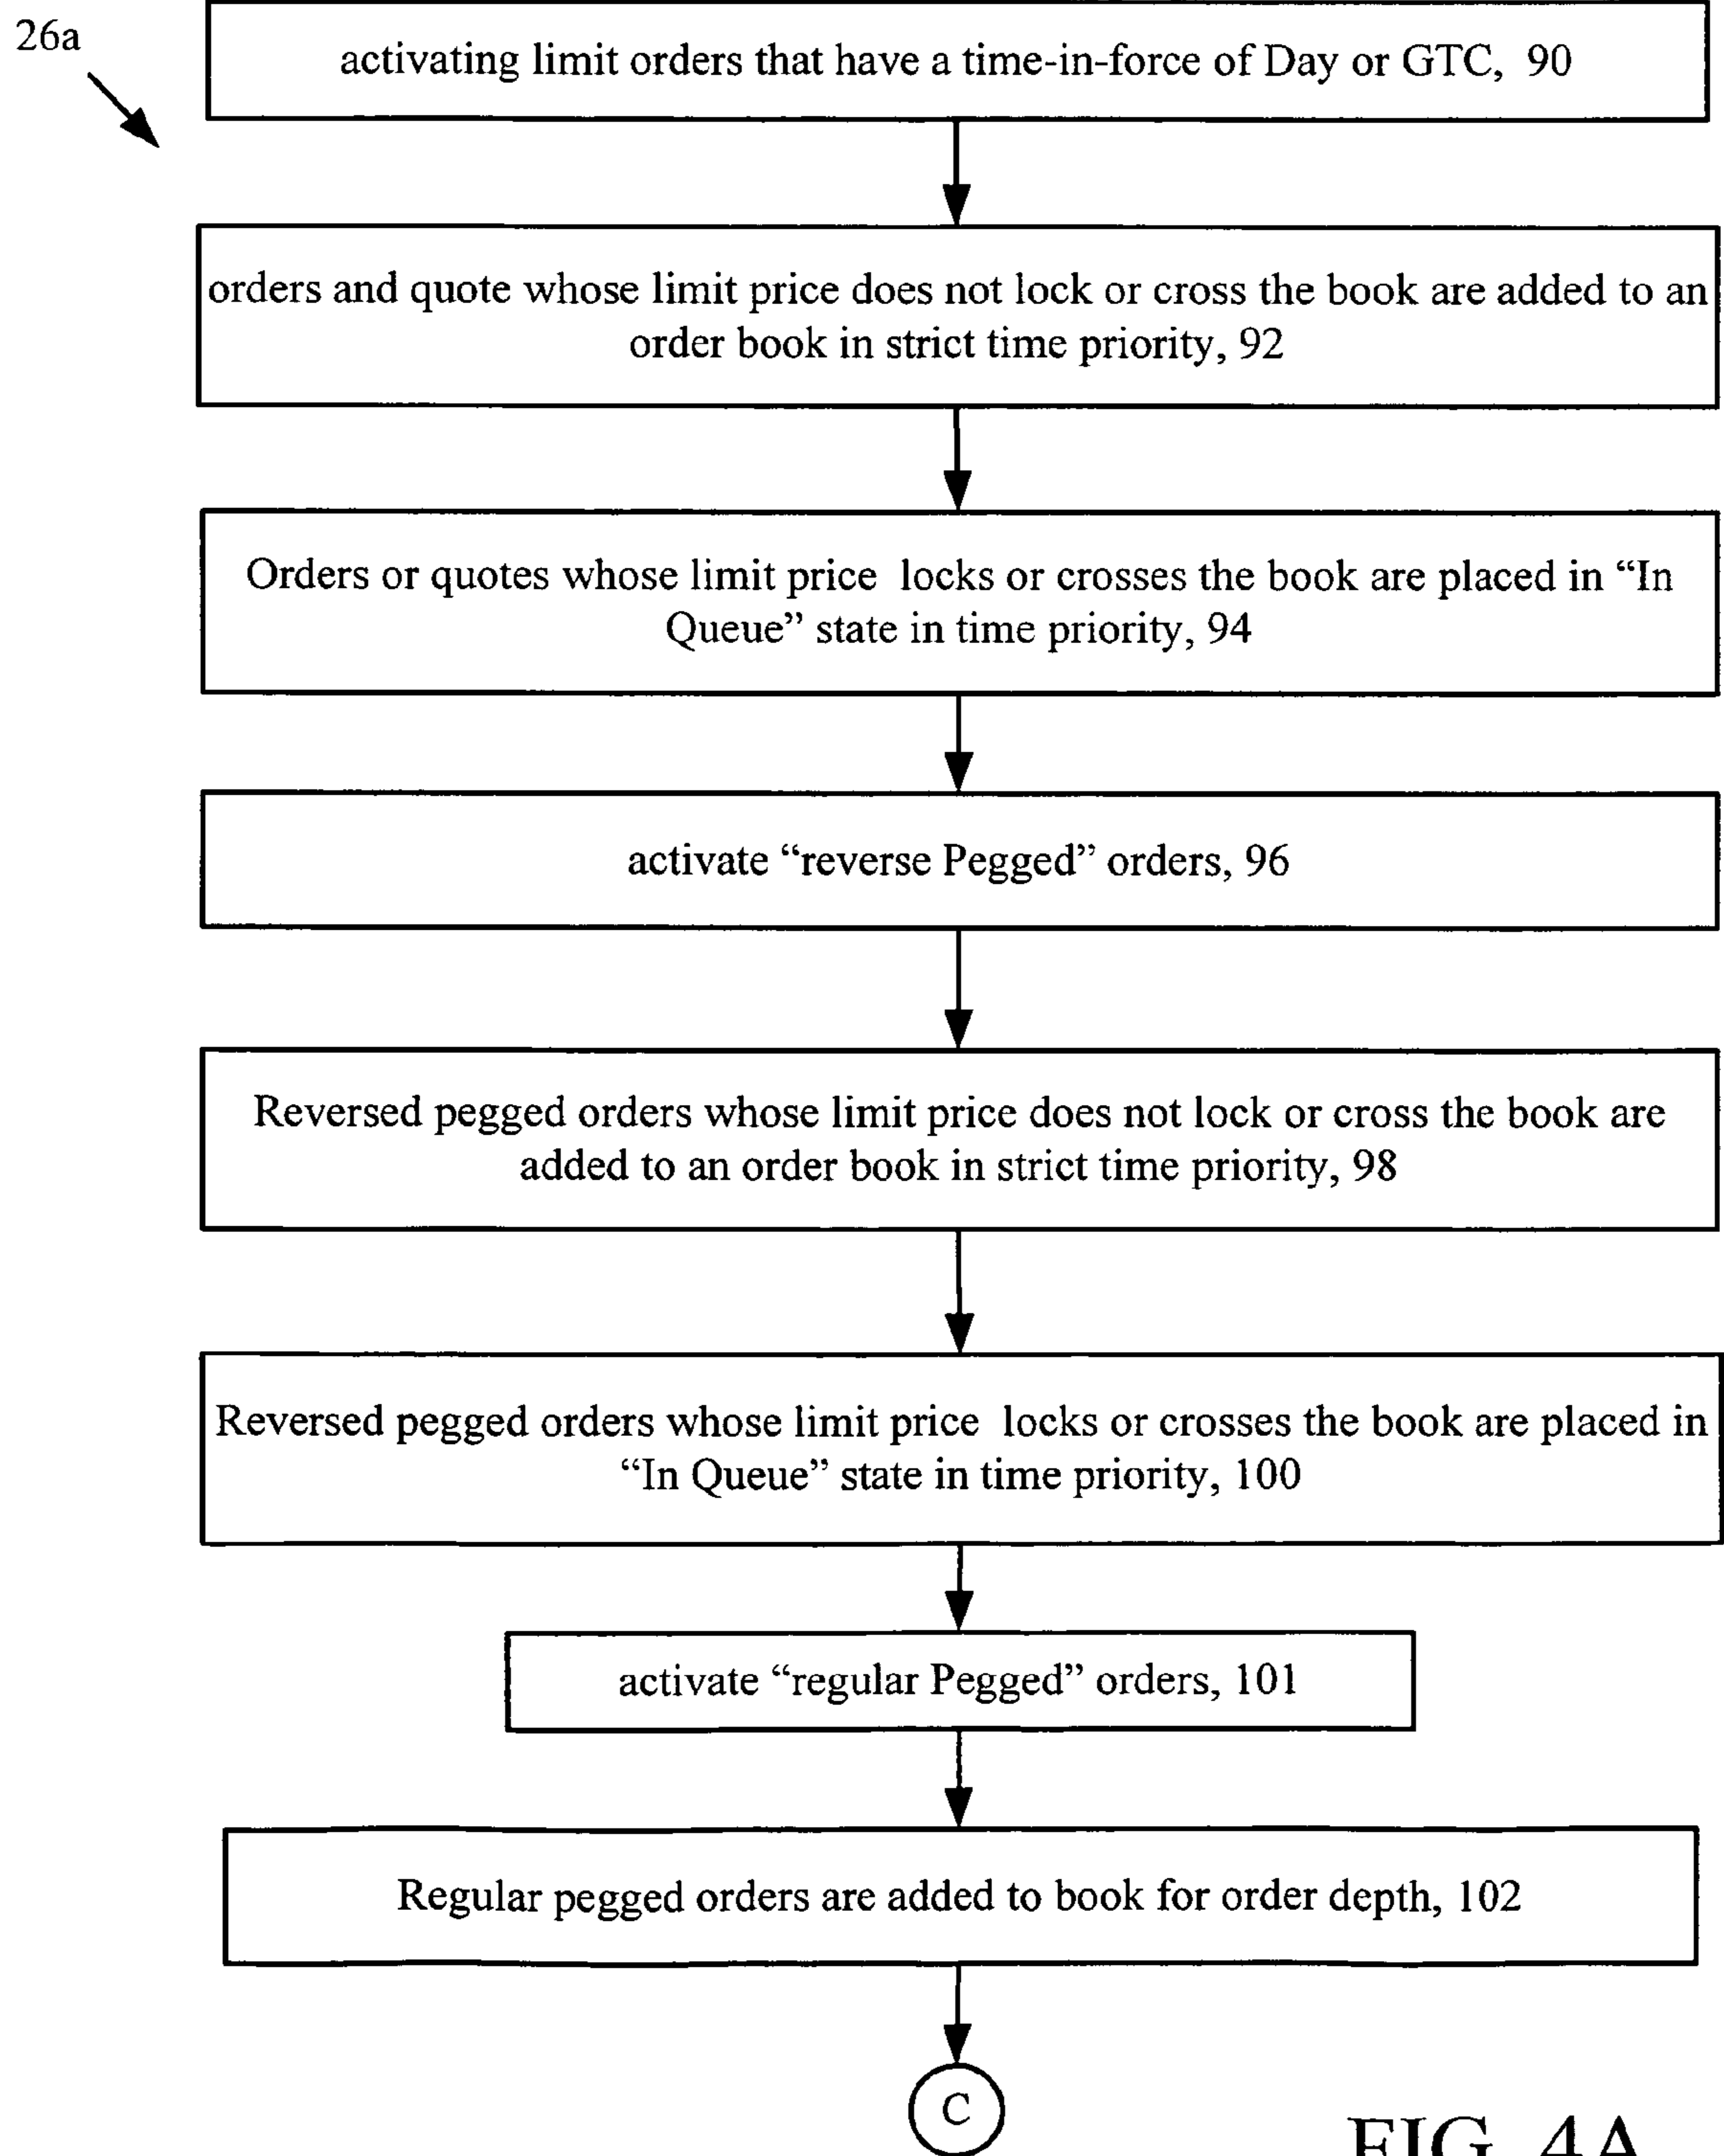 26a
activating limit orders that have a time-in-force of Day or GTC, 90
orders and quote whose limit price does not lock or cross the book are added to an
order book in strict time priority, 92
Orders or quotes whose limit price locks or crosses the book are placed in “In
Queue” state in time priority, 94
activate “reverse Pegged” orders, 96
Reversed pegged orders whose limit price does not lock or cross the book are
added to an order book in strict time priority, 98
Reversed pegged orders whose limit price locks or crosses the book are placed in
“In Queue” state in time priority, 100
activate “regular Pegged” orders, 101
Regular pegged orders are added to book for order depth, 102
C
FIG. 4A